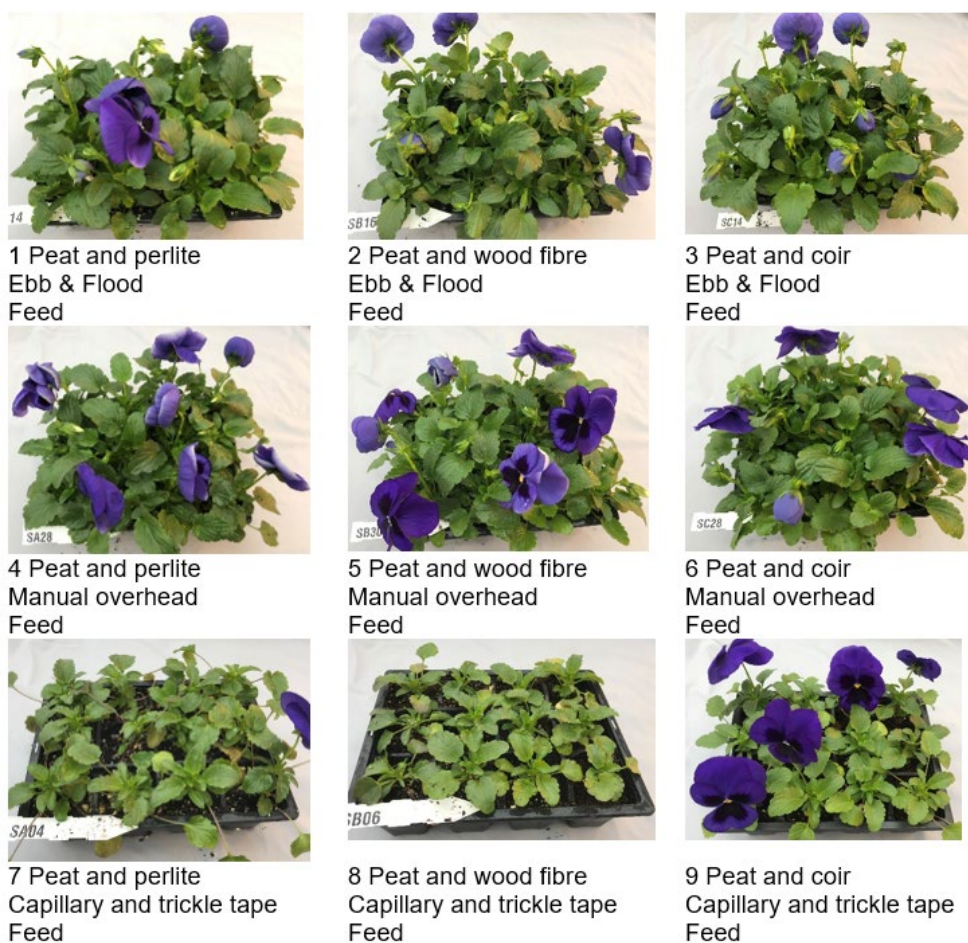 14
SB16
SC14
1 Peat and perlite
Ebb & Flood
Feed
2 Peat and wood fibre
Ebb & Flood
Feed
3 Peat and coir
Ebb & Flood
Feed
SA28
SB30
SC28
4 Peat and perlite
Manual overhead
Feed
5 Peat and wood fibre
Manual overhead
Feed
6 Peat and coir
Manual overhead
Feed
SA04
SB06
7 Peat and perlite
Capillary and trickle tape
Feed
8 Peat and wood fibre
Capillary and trickle tape
Feed
9 Peat and coir
Capillary and trickle tape
Feed